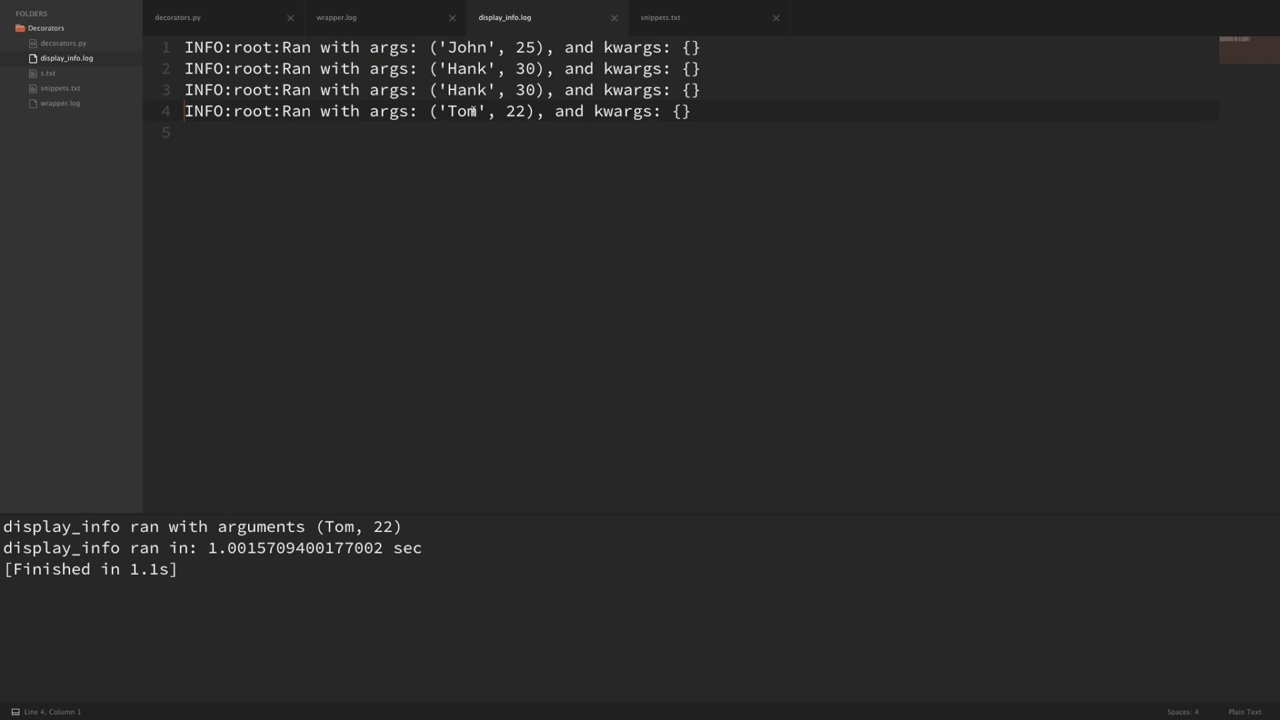 FOLDERS
Decorators
decorators.py
display_info.log
s.txt
snippets.txt
wrapper.log
decorators.py
wrapper.log
display_info.log
snippets.txt
1 INFO:root:Ran with args: ('John', 25), and kwargs: {}
2 INFO:root:Ran with args: ('Hank', 30), and kwargs: {}
3 INFO:root:Ran with args: ('Hank', 30), and kwargs: {}
4 INFO:root:Ran with args: ('Tom', 22), and kwargs: {}
5
display_info ran with arguments (Tom, 22)
display_info ran in: 1.0015709400177002 sec
[Finished in 1.1s]
Line 4, Column 1
Spaces: 4
Plain Text